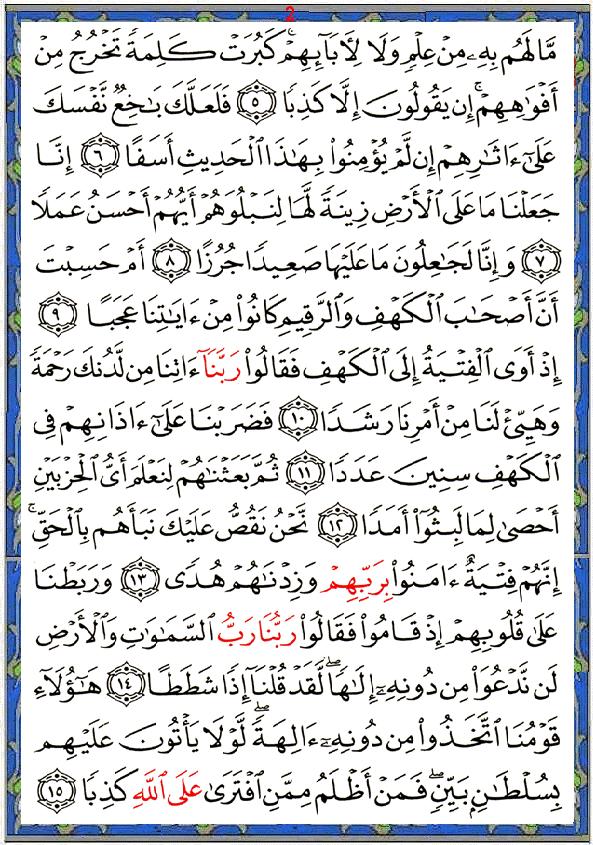 2
مَّا لَهُم بِهِۦ مِنْ عِلْمٍ وَلَا لِأَبَآئِهِمْ ۚ كَبُرَتْ كَلِمَةً تَخْرُجُ مِنْ
أَفْوَٰهِهِمْ ۚ إِن يَقُولُونَ إِلَّا كَذِبًا ۝٥ فَلَعَلَّكَ بَٰخِعٌ نَّفْسَكَ
عَلَىٰٓ ءَاثَٰرِهِمْ إِن لَّمْ يُؤْمِنُوا۟ بِهَٰذَا ٱلْحَدِيثِ أَسَفًا ۝٦ إِنَّا
جَعَلْنَا مَا عَلَى ٱلْأَرْضِ زِينَةً لَّهَا لِنَبْلُوَهُمْ أَيُّهُمْ أَحْسَنُ عَمَلًا
۝٧ وَإِنَّا لَجَٰعِلُونَ مَا عَلَيْهَا صَعِيدًا جُرُزًا ۝٨ أَمْ حَسِبْتَ
أَنَّ أَصْحَٰبَ ٱلْكَهْفِ وَٱلرَّقِيمِ كَانُوا۟ مِنْ ءَايَٰتِنَا عَجَبًا ۝٩
إِذْ أَوَى ٱلْفِتْيَةُ إِلَى ٱلْكَهْفِ فَقَالُوا۟ رَبَّنَآ ءَاتِنَا مِن لَّدُنكَ رَحْمَةً
وَهَيِّئْ لَنَا مِنْ أَمْرِنَا رَشَدًا ۝١٠ فَضَرَبْنَا عَلَىٰٓ ءَاذَانِهِمْ فِى
ٱلْكَهْفِ سِنِينَ عَدَدًا ۝١١ ثُمَّ بَعَثْنَٰهُمْ لِنَعْلَمَ أَىُّ ٱلْحِزْبَيْنِ
أَحْصَىٰ لِمَا لَبِثُوٓا۟ أَمَدًا ۝١٢ نَّحْنُ نَقُصُّ عَلَيْكَ نَبَأَهُم بِٱلْحَقِّ ۚ
إِنَّهُمْ فِتْيَةٌ ءَامَنُوا۟ بِرَبِّهِمْ وَزِدْنَٰهُمْ هُدًى ۝١٣ وَرَبَطْنَا
عَلَىٰ قُلُوبِهِمْ إِذْ قَامُوا۟ فَقَالُوا۟ رَبُّنَا رَبُّ ٱلسَّمَٰوَٰتِ وَٱلْأَرْضِ
لَن نَّدْعُوَا۟ مِن دُونِهِۦٓ إِلَٰهًا ۖ لَّقَدْ قُلْنَآ إِذًا شَطَطًا ۝١٤ هَٰٓؤُلَآءِ
قَوْمُنَا ٱتَّخَذُوا۟ مِن دُونِهِۦٓ ءَالِهَةً ۖ لَّوْلَا يَأْتُونَ عَلَيْهِم
بِسُلْطَٰنٍۭ بَيِّنٍ ۖ فَمَنْ أَظْلَمُ مِمَّنِ ٱفْتَرَىٰ عَلَى ٱللَّهِ كَذِبًا ۝١٥